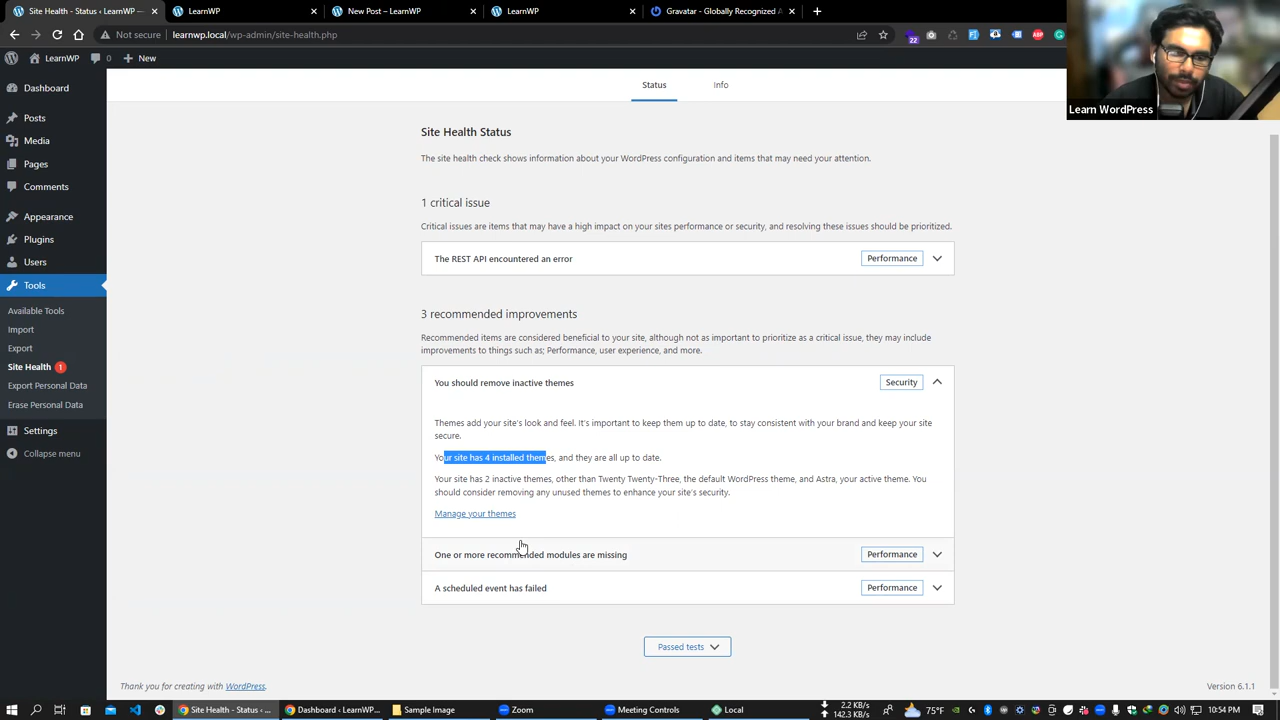 Site Health - Status ‹ LearnWP —
LearnWP
New Post – LearnWP
LearnWP
Gravatar - Globally Recognized A
Not secure
learnwp.local/wp-admin/site-health.php
22
ABP
LearnWP
0
New
Learn WordPress
Dashboard
Posts
Media
Pages
Comments
Appearance
Plugins
Users
Tools
Available Tools
Import
Export
Site Health 1
Export Personal Data
Erase Personal Data
Settings
Collapse menu
Status
Info
Site Health Status
The site health check shows information about your WordPress configuration and items that may need your attention.
1 critical issue
Critical issues are items that may have a high impact on your sites performance or security, and resolving these issues should be prioritized.
The REST API encountered an error
Performance
3 recommended improvements
Recommended items are considered beneficial to your site, although not as important to prioritize as a critical issue, they may include
improvements to things such as; Performance, user experience, and more.
You should remove inactive themes
Security
Themes add your site's look and feel. It's important to keep them up to date, to stay consistent with your brand and keep your site
secure.
Your site has 4 installed themes, and they are all up to date.
Your site has 2 inactive themes, other than Twenty Twenty-Three, the default WordPress theme, and Astra, your active theme. You
should consider removing any unused themes to enhance your site's security.
Manage your themes
One or more recommended modules are missing
Performance
A scheduled event has failed
Performance
Passed tests
Thank you for creating with WordPress.
Version 6.1.1
Site Health - Status ‹ ...
Dashboard ‹ LearnWP...
Sample Image
Zoom
Meeting Controls
Local
2.2 KB/s
142.3 KB/s
75°F
10:54 PM